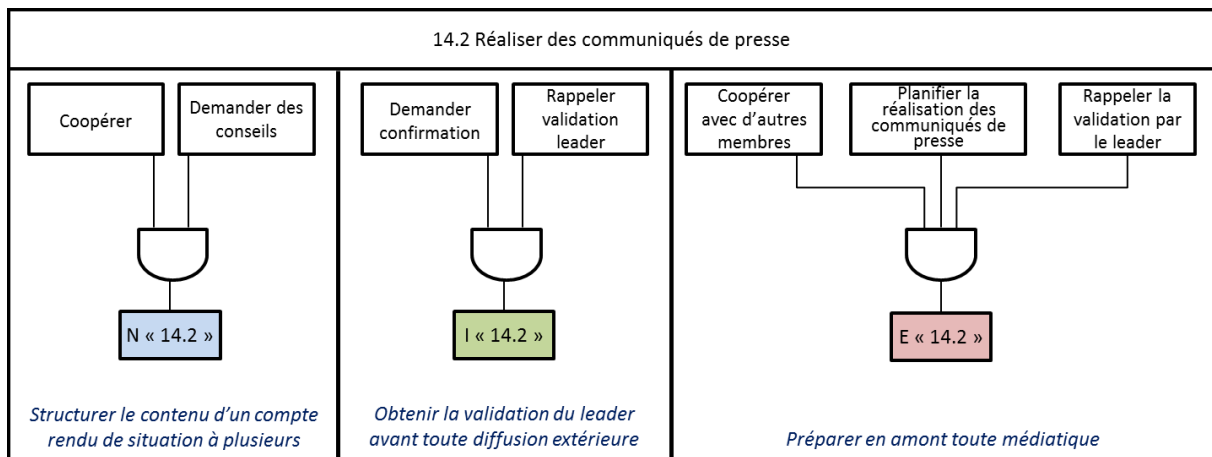 14.2 Réaliser des communiqués de presse
Coopérer
Demander des
conseils
N « 14.2 »
Structurer le contenu d’un compte
rendu de situation à plusieurs
Demander
confirmation
Rappeler
validation
leader
I « 14.2 »
Obtenir la validation du leader
avant toute diffusion extérieure
Coopérer
avec d’autres
membres
Planifier la
réalisation des
communiqués de
presse
Rappeler la
validation par
le leader
E « 14.2 »
Préparer en amont toute médiatique